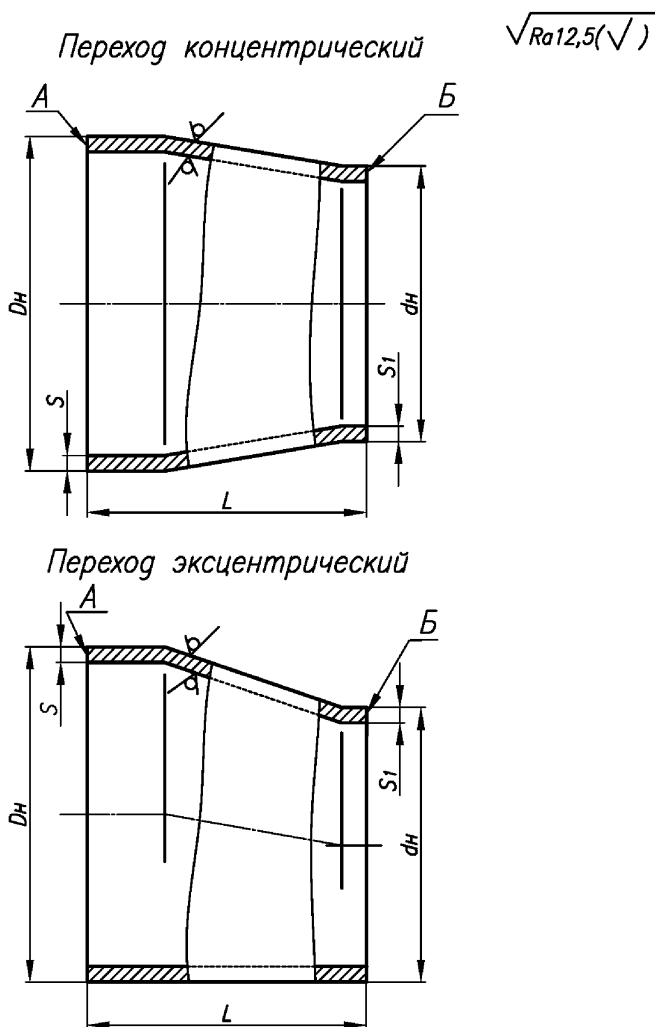 Переход концентрический
√Ra12,5(√)
А
Б
Dн
dн
S1
S
L
Переход эксцентрический
А
Б
S
S1
Dн
dн
L